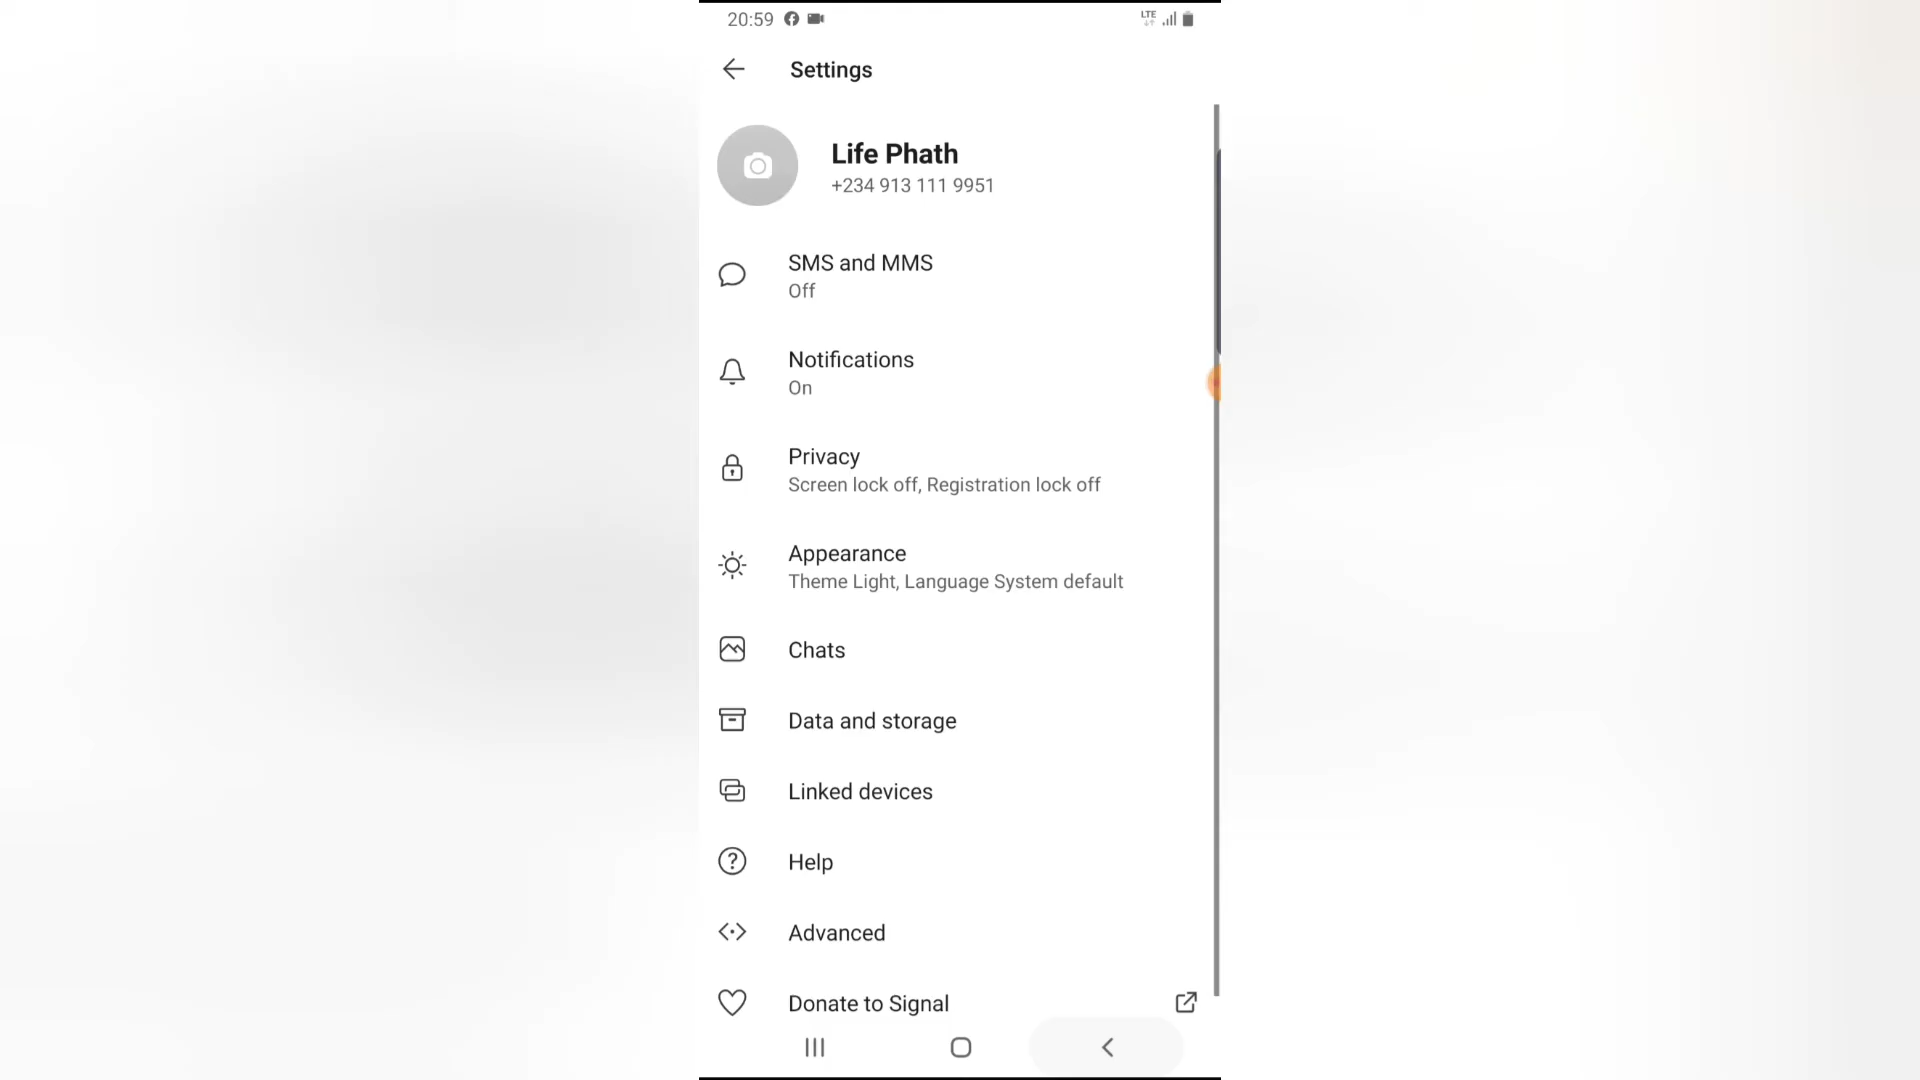 20:59
LTE
Settings
Life Phath
+234 913 111 9951
SMS and MMS
Off
Notifications
On
Privacy
Screen lock off, Registration lock off
Appearance
Theme Light, Language System default
Chats
Data and storage
Linked devices
Help
Advanced
Donate to Signal